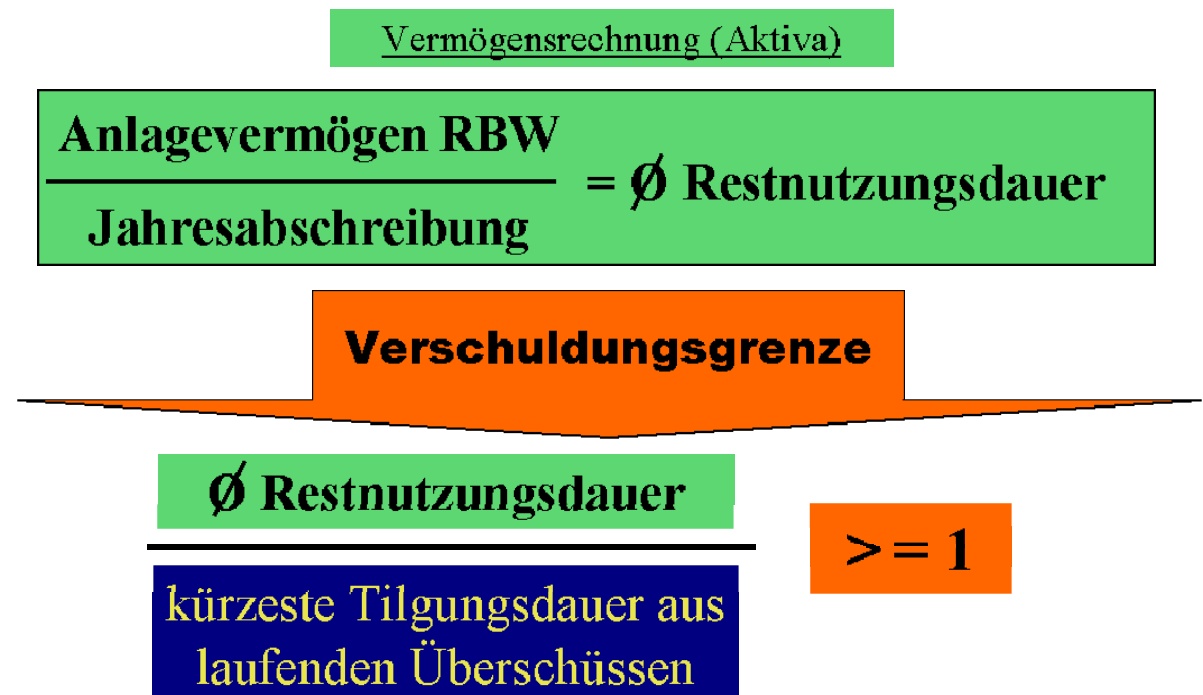 Vermögensrechnung (Aktiva)
Anlagevermögen RBW
Jahresabschreibung
= Ø Restnutzungsdauer
Verschuldungsgrenze
Ø Restnutzungsdauer
kürzeste Tilgungsdauer aus
laufenden Überschüssen
> = 1